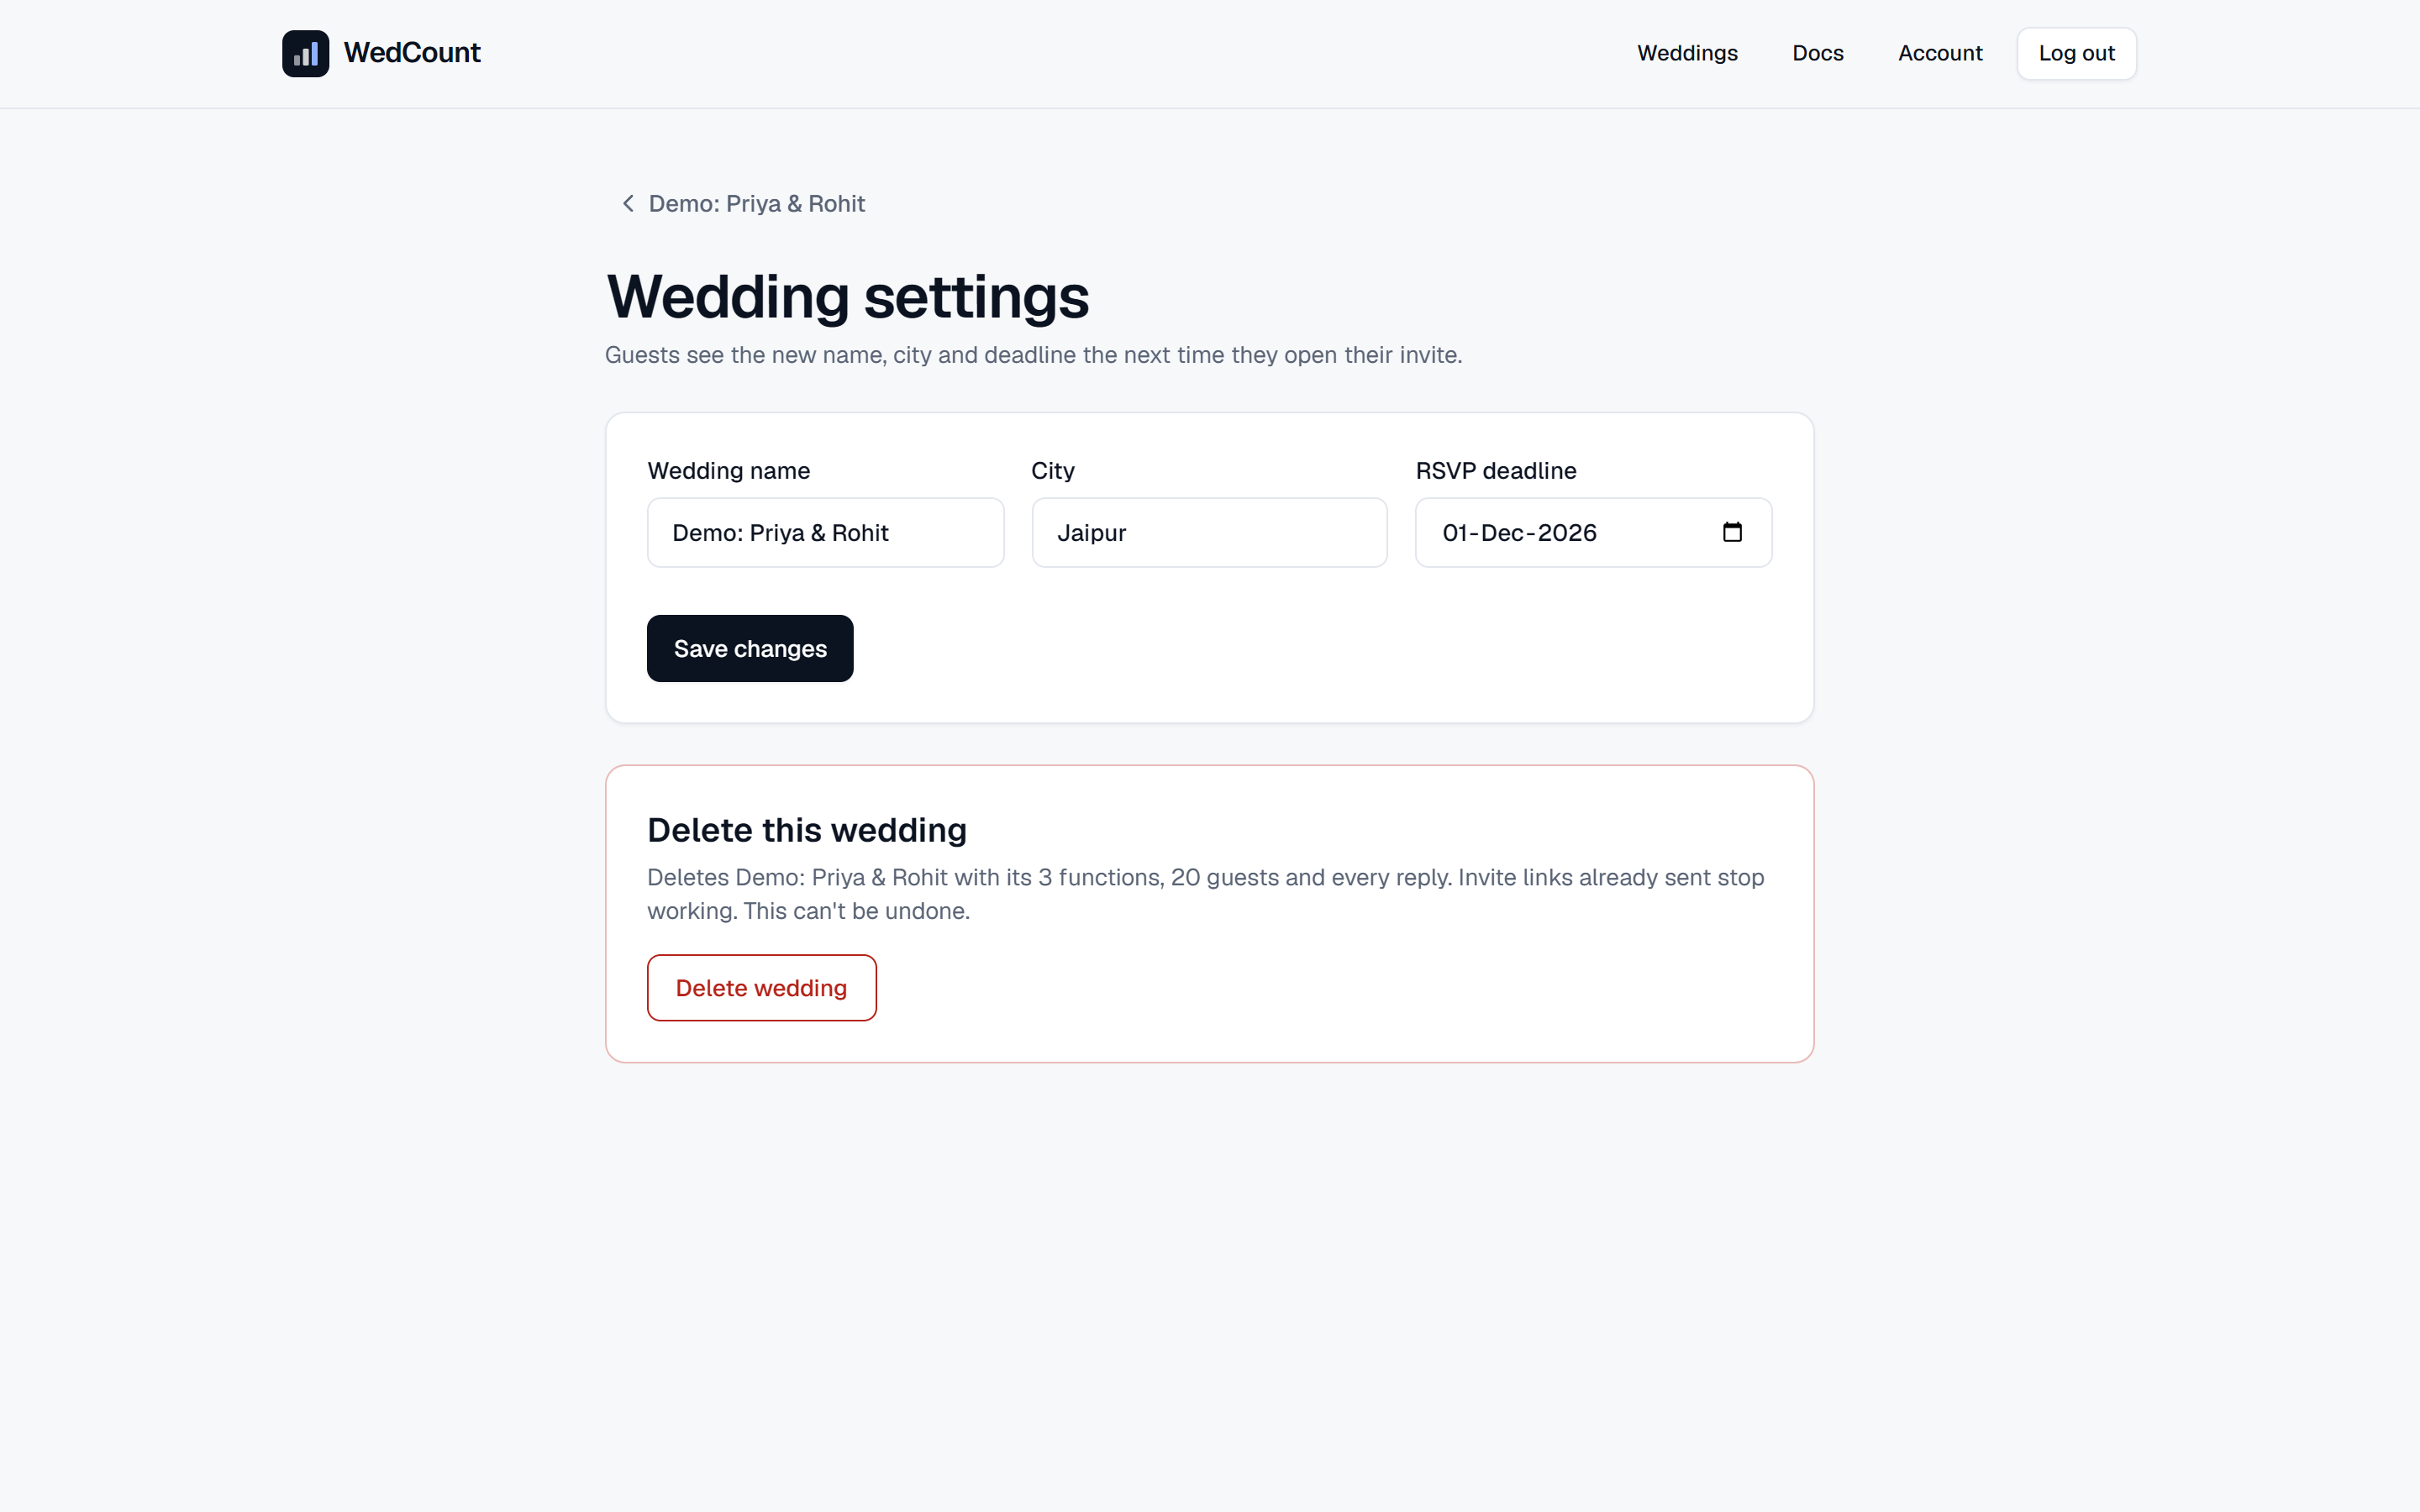 WedCount
Weddings
Docs
Account
Log out
Demo: Priya & Rohit
Wedding settings
Guests see the new name, city and deadline the next time they open their invite.
Wedding name
City
RSVP deadline
Demo: Priya & Rohit
Jaipur
01-Dec-2026
Save changes
Delete this wedding
Deletes Demo: Priya & Rohit with its 3 functions, 20 guests and every reply. Invite links already sent stop
working. This can't be undone.
Delete wedding